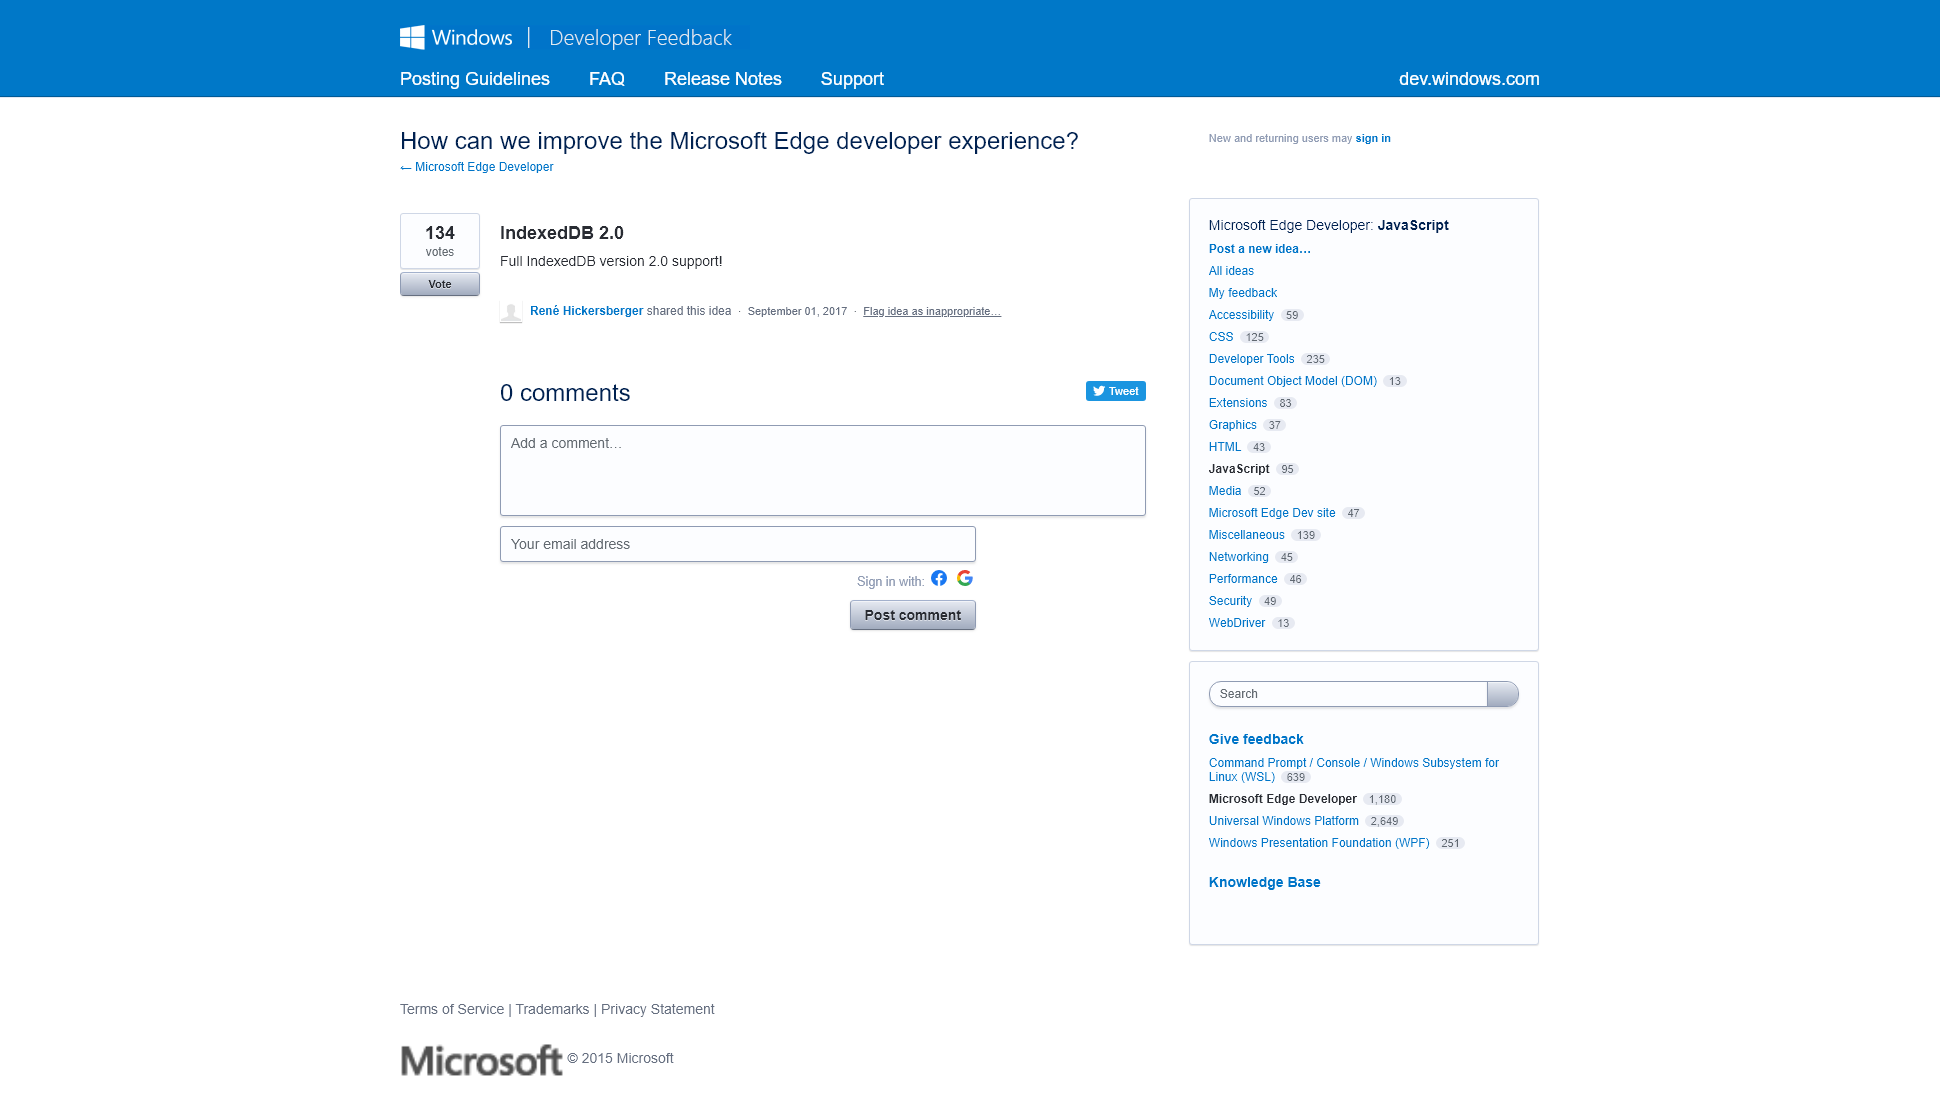 Windows | Developer Feedback
Posting Guidelines FAQ Release Notes Support dev.windows.com
How can we improve the Microsoft Edge developer experience?
← Microsoft Edge Developer
New and returning users may sign in
134
votes
Vote
IndexedDB 2.0
Full IndexedDB version 2.0 support!
René Hickersberger shared this idea · September 01, 2017 · Flag idea as inappropriate…
0 comments
Tweet
Add a comment…
Your email address
Sign in with:
Post comment
Microsoft Edge Developer: JavaScript
Post a new idea…
All ideas
My feedback
Accessibility 59
CSS 125
Developer Tools 235
Document Object Model (DOM) 13
Extensions 83
Graphics 37
HTML 43
JavaScript 95
Media 52
Microsoft Edge Dev site 47
Miscellaneous 139
Networking 45
Performance 46
Security 49
WebDriver 13
Search
Give feedback
Command Prompt / Console / Windows Subsystem for
Linux (WSL) 639
Microsoft Edge Developer 1,180
Universal Windows Platform 2,649
Windows Presentation Foundation (WPF) 251
Knowledge Base
Terms of Service | Trademarks | Privacy Statement
Microsoft © 2015 Microsoft